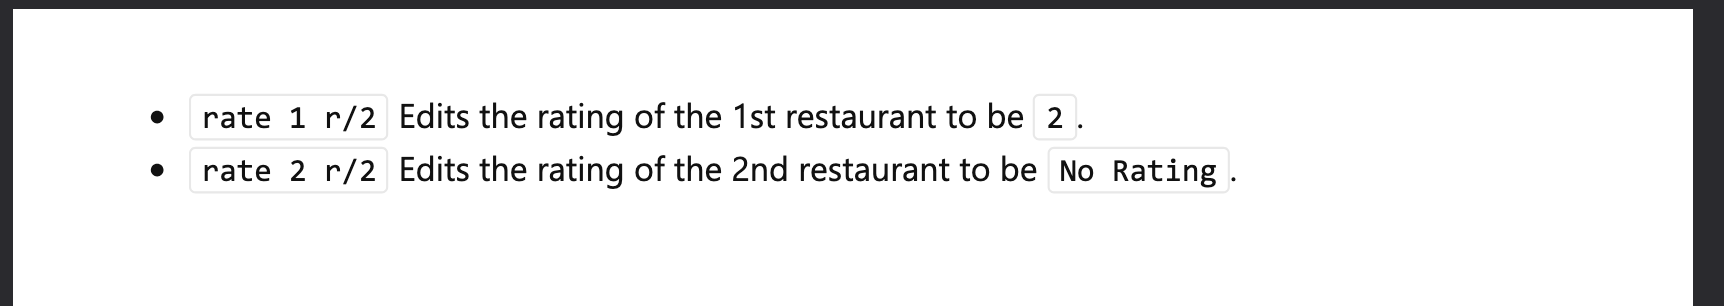 • rate 1 r/2 Edits the rating of the 1st restaurant to be 2.
• rate 2 r/2 Edits the rating of the 2nd restaurant to be No Rating.